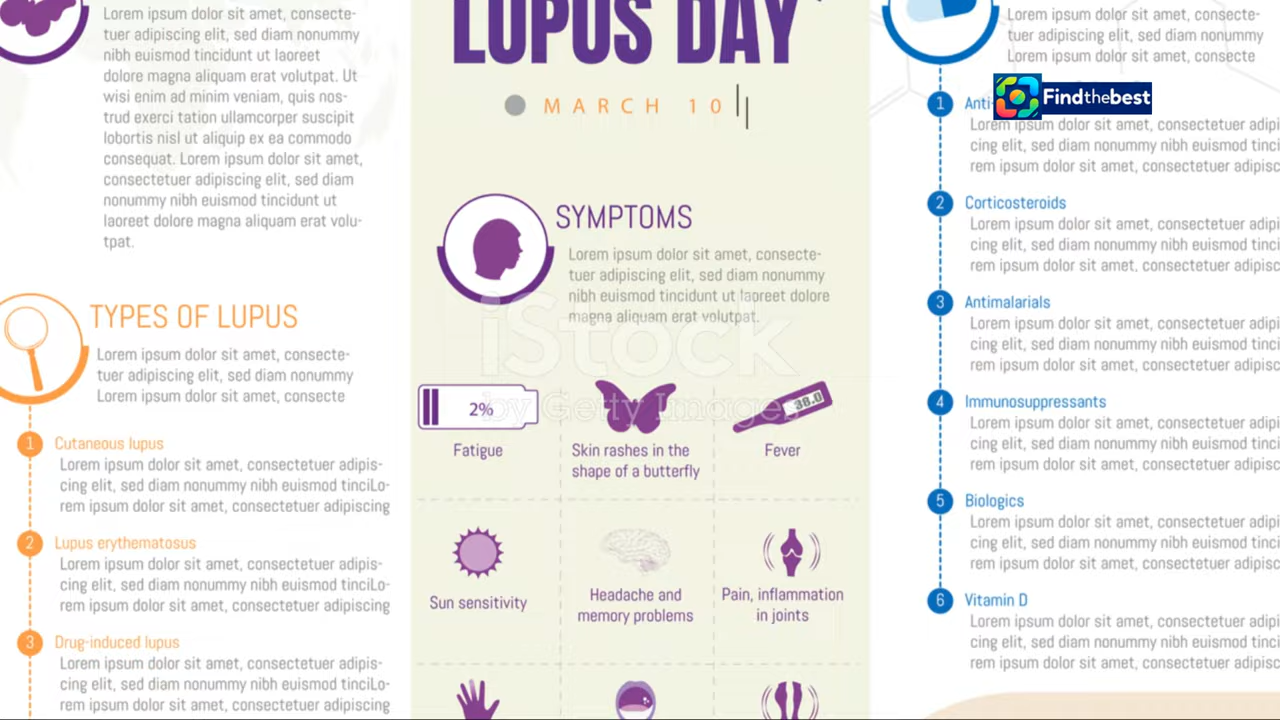 Lorem ipsum dolor sit amet, consecte-
tuer adipiscing elit, sed diam nonummy
nibh euismod tincidunt ut laoreet
dolore magna aliquam erat volutpat. Ut
wisi enim ad minim veniam, quis nos-
trud exerci tation ullamcorper suscipit
lobortis nisl ut aliquip ex ea commodo
consequat. Lorem ipsum dolor sit amet,
consectetuer adipiscing elit, sed diam
nonummy nibh euismod tincidunt ut
laoreet dolore magna aliquam erat volu-
tpat.
TYPES OF LUPUS
Lorem ipsum dolor sit amet, consecte-
tuer adipiscing elit, sed diam nonummy
Lorem ipsum dolor sit amet, consecte
1 Cutaneous lupus
Lorem ipsum dolor sit amet, consectetuer adipis-
cing elit, sed diam nonummy nibh euismod tinciLo-
rem ipsum dolor sit amet, consectetuer adipiscing
2 Lupus erythematosus
Lorem ipsum dolor sit amet, consectetuer adipis-
cing elit, sed diam nonummy nibh euismod tinciLo-
rem ipsum dolor sit amet, consectetuer adipiscing
3 Drug-induced lupus
Lorem ipsum dolor sit amet, consectetuer adipis-
cing elit, sed diam nonummy nibh euismod tinciLo-
rem ipsum dolor sit amet, consectetuer adipiscing
LUPUS DAY
MARCH 10
SYMPTOMS
Lorem ipsum dolor sit amet, consecte-
tuer adipiscing elit, sed diam nonummy
nibh euismod tincidunt ut laoreet dolore
magna aliquam erat volutpat.
iStock
by Getty Images
2%
38.0
Fatigue
Skin rashes in the
shape of a butterfly
Fever
Sun sensitivity
Headache and
memory problems
Pain, inflammation
in joints
Lorem ipsum dolor sit amet, consecte-
tuer adipiscing elit, sed diam nonummy
Lorem ipsum dolor sit amet, consecte
Findthebest
1 Anti-
Lorem ipsum dolor sit amet, consectetuer adipi
cing elit, sed diam nonummy nibh euismod tinci
rem ipsum dolor sit amet, consectetuer adipisc
2 Corticosteroids
Lorem ipsum dolor sit amet, consectetuer adipi
cing elit, sed diam nonummy nibh euismod tinci
rem ipsum dolor sit amet, consectetuer adipisc
3 Antimalarials
Lorem ipsum dolor sit amet, consectetuer adipi
cing elit, sed diam nonummy nibh euismod tinci
rem ipsum dolor sit amet, consectetuer adipisc
4 Immunosuppressants
Lorem ipsum dolor sit amet, consectetuer adipi
cing elit, sed diam nonummy nibh euismod tinci
rem ipsum dolor sit amet, consectetuer adipisc
5 Biologics
Lorem ipsum dolor sit amet, consectetuer adipi
cing elit, sed diam nonummy nibh euismod tinci
rem ipsum dolor sit amet, consectetuer adipisc
6 Vitamin D
Lorem ipsum dolor sit amet, consectetuer adipi
cing elit, sed diam nonummy nibh euismod tinci
rem ipsum dolor sit amet, consectetuer adipisc